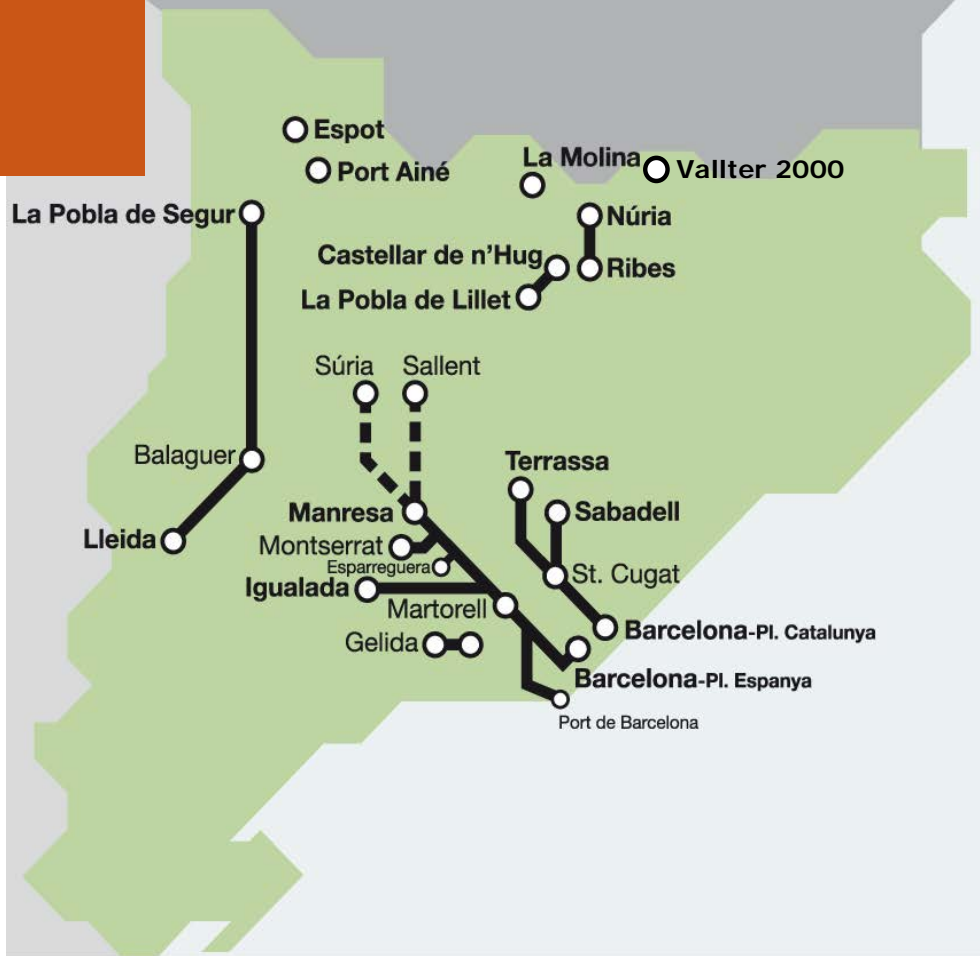 Espot
La Molina
Vallter 2000
Port Ainé
La Pobla de Segur
Núria
Castellar de n'Hug
Ribes
La Pobla de Lillet
Súria
Sallent
Balaguer
Terrassa
Manresa
Sabadell
Lleida
Montserrat
Esparreguera
St. Cugat
Igualada
Martorell
Barcelona-Pl. Catalunya
Gelida
Barcelona-Pl. Espanya
Port de Barcelona